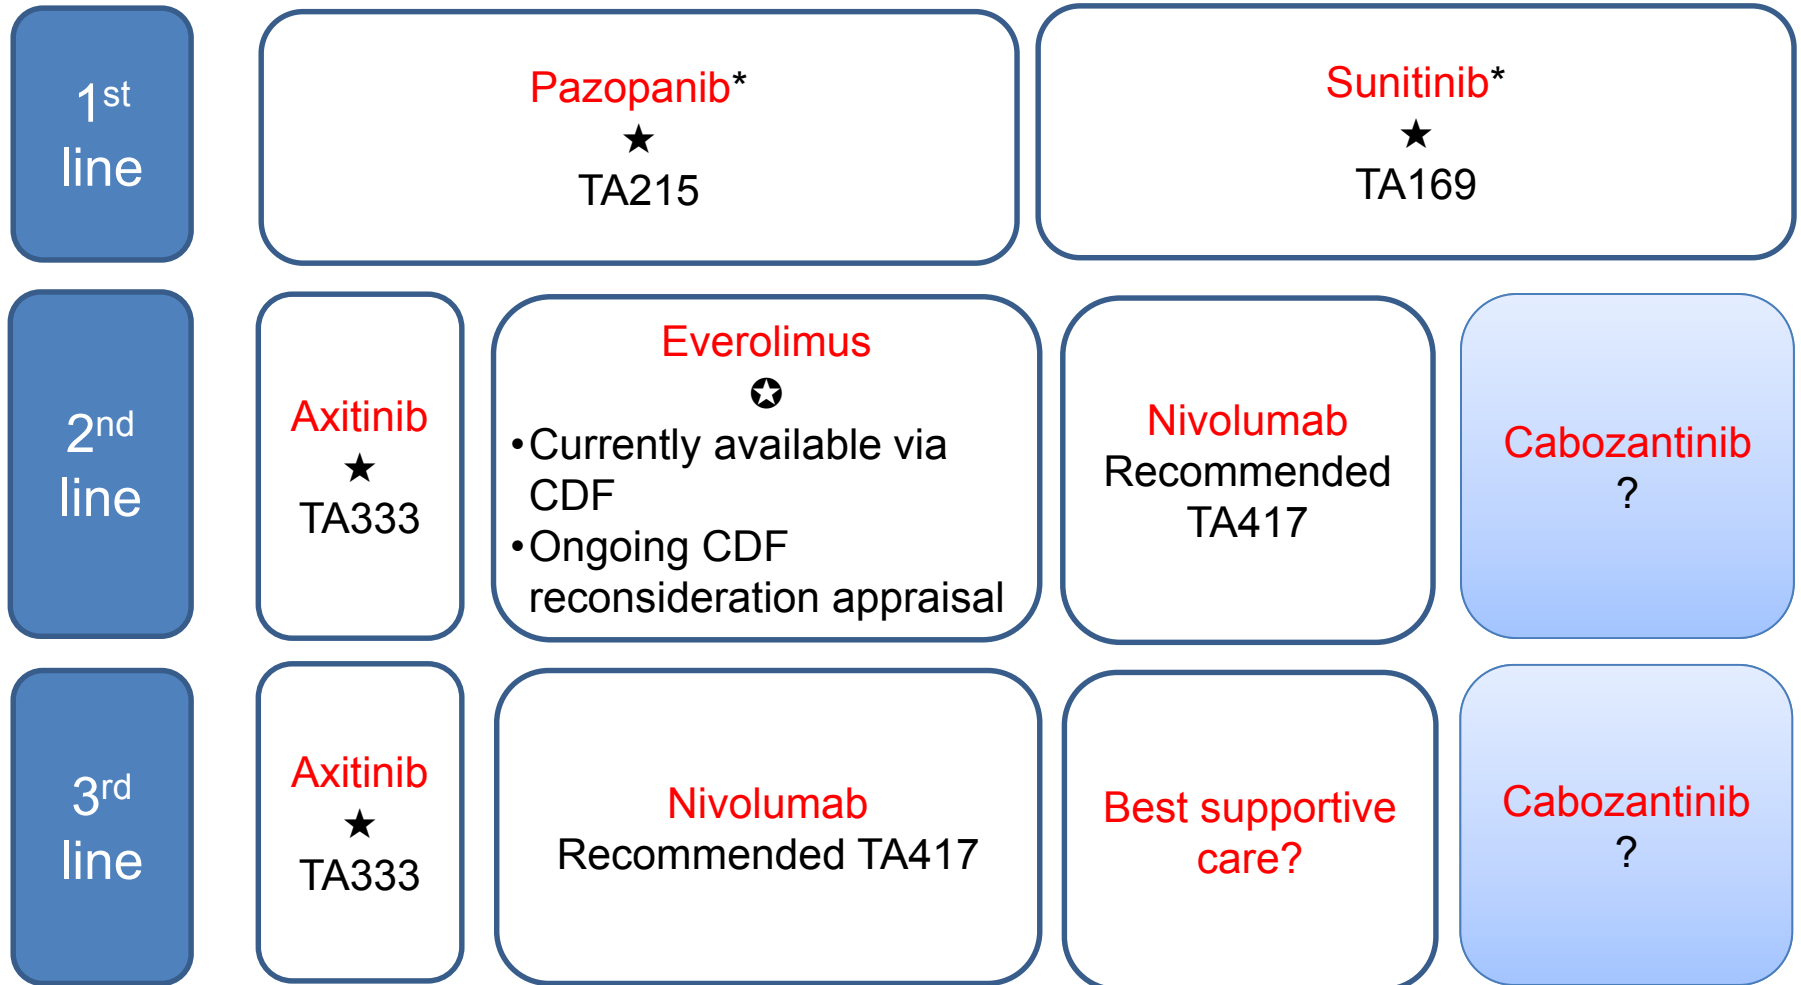 1st
line
Pazopanib*
★
TA215
Sunitinib*
★
TA169
2nd
line
Axitinib
★
TA333
Everolimus
✪
•Currently available via
CDF
•Ongoing CDF
reconsideration appraisal
Nivolumab
Recommended
TA417
Cabozantinib
?
3rd
line
Axitinib
★
TA333
Nivolumab
Recommended TA417
Best supportive
care?
Cabozantinib
?